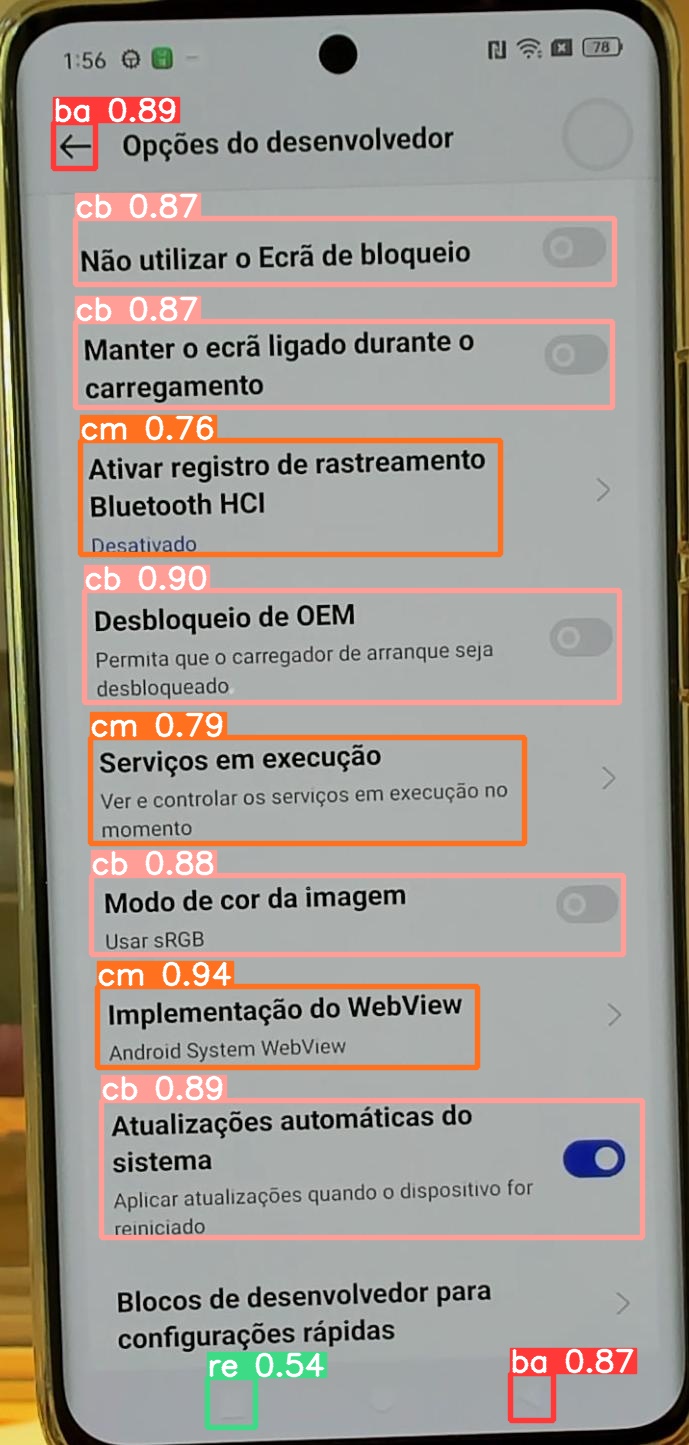 1:56
78
ba 0.89
Opções do desenvolvedor
cb 0.87
Não utilizar o Ecrã de bloqueio
cb 0.87
Manter o ecrã ligado durante o
carregamento
cm 0.76
Ativar registro de rastreamento
Bluetooth HCI
Desativado
cb 0.90
Desbloqueio de OEM
Permita que o carregador de arranque seja
desbloqueado.
cm 0.79
Serviços em execução
Ver e controlar os serviços em execução no
momento
cb 0.88
Modo de cor da imagem
Usar sRGB
cm 0.94
Implementação do WebView
Android System WebView
cb 0.89
Atualizações automáticas do
sistema
Aplicar atualizações quando o dispositivo for
reiniciado
Blocos de desenvolvedor para
configurações rápidas
re 0.54
ba 0.87